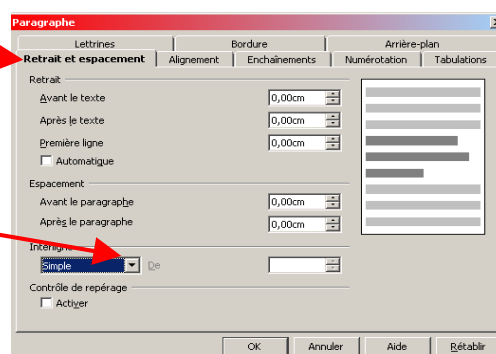 Paragraphe
Lettrines Bordure Arrière-plan
Retrait et espacement Alignement Enchaînements Numérotation Tabulations
Retrait
Avant le texte 0,00cm
Après le texte 0,00cm
Première ligne 0,00cm
Automatique
Espacement
Avant le paragraphe 0,00cm
Après le paragraphe 0,00cm
Interligne
Simple De
Contrôle de repérage
Activer
OK Annuler Aide Rétablir